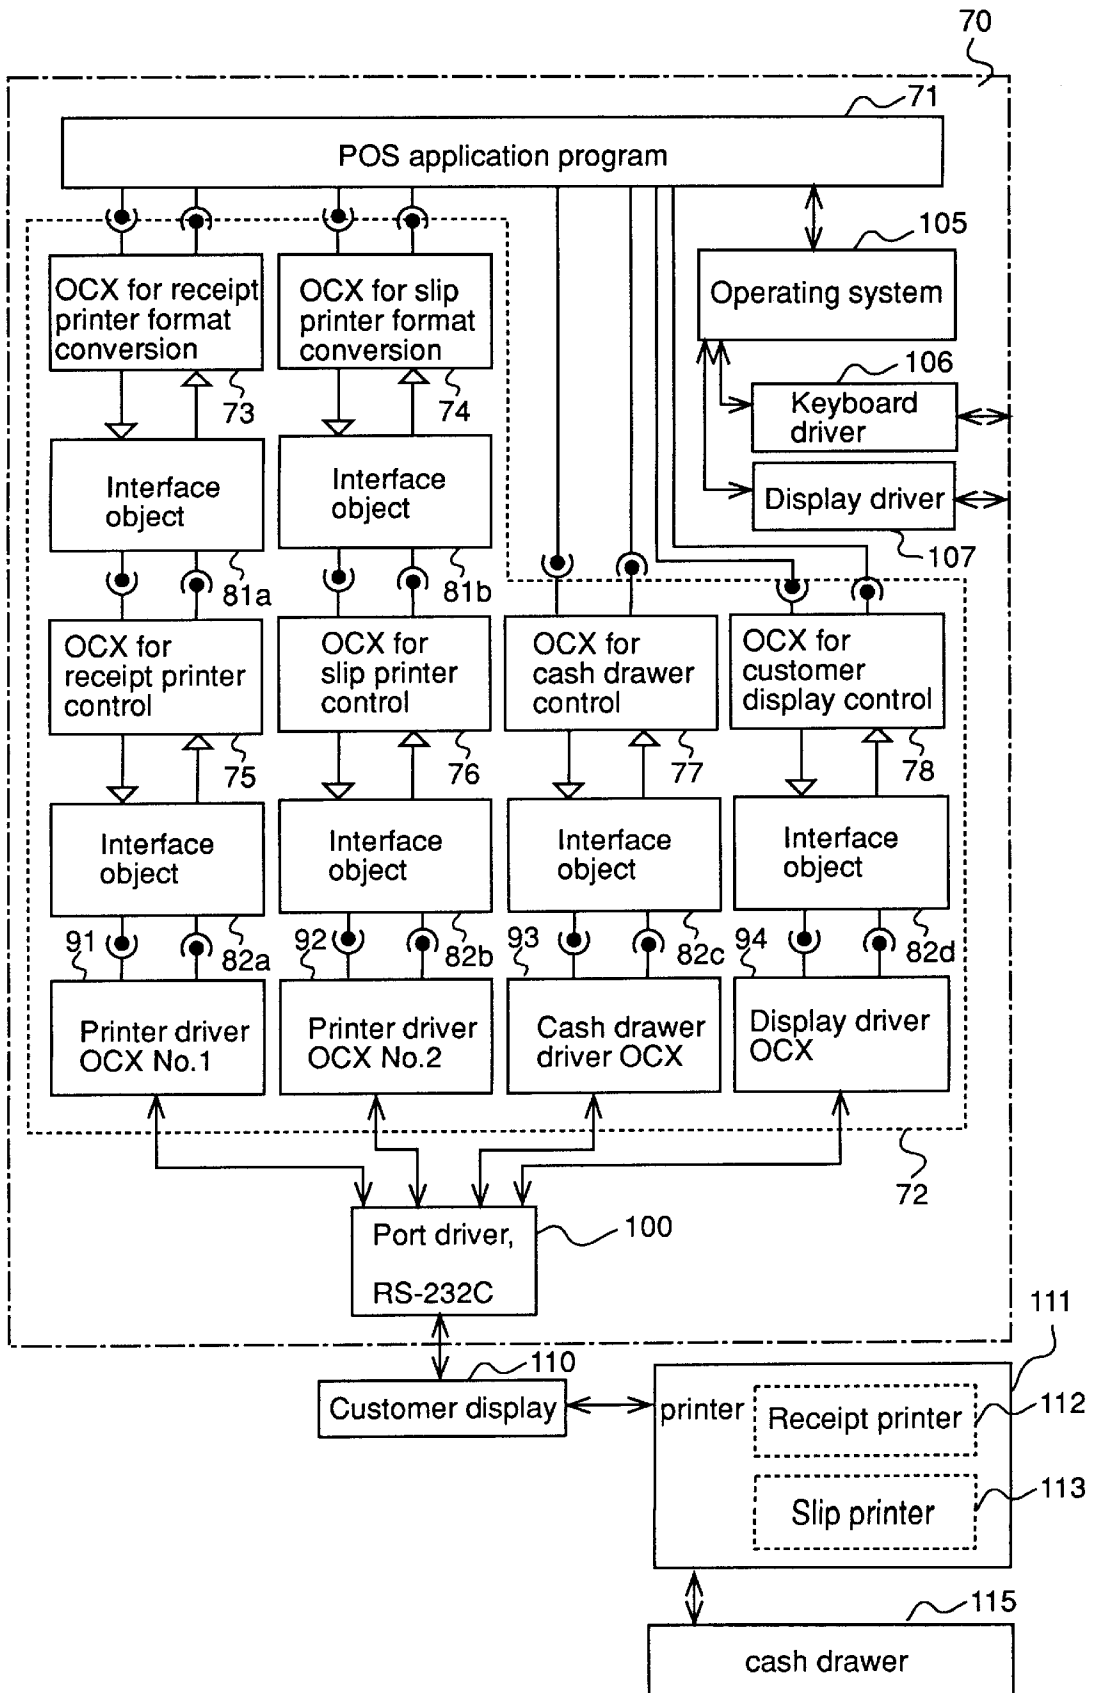 70
71
POS application program
105
OCX for receipt
printer format
conversion
OCX for slip
printer format
conversion
Operating system
73
74
106
Keyboard
driver
Interface
object
Interface
object
Display driver
107
81a
81b
OCX for
receipt printer
control
OCX for
slip printer
control
OCX for
cash drawer
control
OCX for
customer
display control
75
76
77
78
Interface
object
Interface
object
Interface
object
Interface
object
91
82a
92
82b
93
82c
94
82d
Printer driver
OCX No.1
Printer driver
OCX No.2
Cash drawer
driver OCX
Display driver
OCX
72
Port driver,
RS-232C
100
111
110
Customer display
printer
Receipt printer
112
Slip printer
113
115
cash drawer